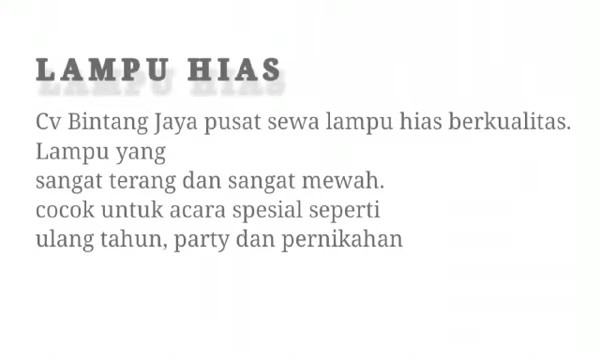 LAMPU HIAS
Cv Bintang Jaya pusat sewa lampu hias berkualitas.
Lampu yang
sangat terang dan sangat mewah.
cocok untuk acara spesial seperti
ulang tahun, party dan pernikahan